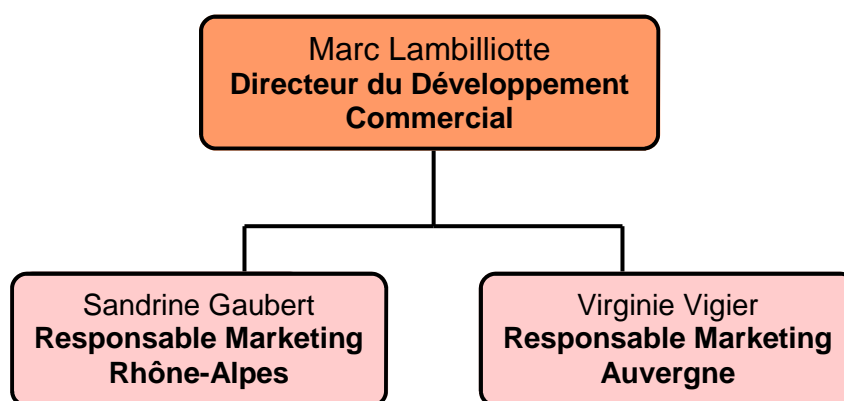 Marc Lambilliotte
Directeur du Développement
Commercial
Sandrine Gaubert
Responsable Marketing
Rhône-Alpes
Virginie Vigier
Responsable Marketing
Auvergne